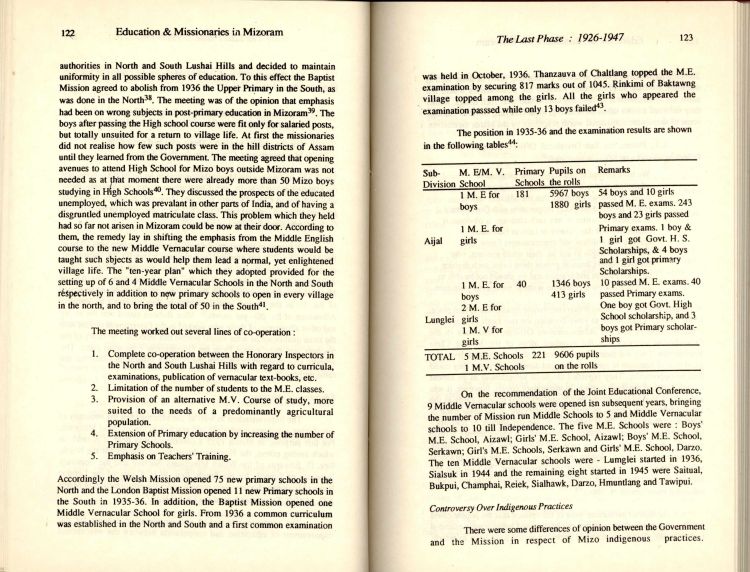 122 Education & Missionaries in Mizoram
authorities in North and South Lushai Hills and decided to maintain
uniformity in all possible spheres of education. To this effect the Baptist
Mission agreed to abolish from 1936 the Upper Primary in the South, as
was done in the North38. The meeting was of the opinion that emphasis
had been on wrong subjects in post-primary education in Mizoram39. The
boys after passing the High school course were fit only for salaried posts,
but totally unsuited for a return to village life. At first the missionaries
did not realise how few such posts were in the hill districts of Assam
until they learned from the Government. The meeting agreed that opening
avenues to attend High School for Mizo boys outside Mizoram was not
needed as at that moment there were already more than 50 Mizo boys
studying in High Schools40. They discussed the prospects of the educated
unemployed, which was prevalant in other parts of India, and of having a
disgruntled unemployed matriculate class. This problem which they held
had so far not arisen in Mizoram could be now at their door. According to
them, the remedy lay in shifting the emphasis from the Middle English
course to the new Middle Vernacular course where students would be
taught such sbjects as would help them lead a normal, yet enlightened
village life. The "ten-year plan" which they adopted provided for the
setting up of 6 and 4 Middle Vernacular Schools in the North and South
respectively in addition to new primary schools to open in every village
in the north, and to bring the total of 50 in the South41.
The meeting worked out several lines of co-operation :
1. Complete co-operation between the Honorary Inspectors in
the North and South Lushai Hills with regard to curricula,
examinations, publication of vernacular text-books, etc.
2. Limitation of the number of students to the M.E. classes.
3. Provision of an alternative M.V. Course of study, more
suited to the needs of a predominantly agricultural
population.
4. Extension of Primary education by increasing the number of
Primary Schools.
5. Emphasis on Teachers' Training.
Accordingly the Welsh Mission opened 75 new primary schools in the
North and the London Baptist Mission opened 11 new Primary schools in
the South in 1935-36. In addition, the Baptist Mission opened one
Middle Vernacular School for girls. From 1936 a common curriculum
was established in the North and South and a first common examination
The Last Phase : 1926-1947 123
was held in October, 1936. Thanzauva of Chaltlang topped the M.E.
examination by securing 817 marks out of 1045. Rinkimi of Baktawng
village topped among the girls. All the girls who appeared the
examination passsed while only 13 boys failed43.
The position in 1935-36 and the examination results are shown
in the following tables44:
Sub- M. E/M. V. Primary Pupils on Remarks
Division School Schools the rolls
1 M. E for 181 5967 boys 54 boys and 10 girls
boys 1880 girls passed M. E. exams. 243
boys and 23 girls passed
1 M. E. for Primary exams. 1 boy &
Aijal girls 1 girl got Govt. H. S.
Scholarships, & 4 boys
and 1 girl got primary
Scholarships.
1 M. E. for 40 1346 boys 10 passed M. E. exams. 40
boys 413 girls passed Primary exams.
2 M. E for One boy got Govt. High
Lunglei girls School scholarship, and 3
1 M. V for boys got Primary scholar-
girls ships
TOTAL 5 M.E. Schools 221 9606 pupils
1 M.V. Schools on the rolls
On the recommendation of the Joint Educational Conference,
9 Middle Vernacular schools were opened isn subsequent years, bringing
the number of Mission run Middle Schools to 5 and Middle Vernacular
schools to 10 till Independence. The five M.E. Schools were : Boys'
M.E. School, Aizawl; Girls' M.E. School, Aizawl; Boys' M.E. School,
Serkawn; Girl's M.E. Schools, Serkawn and Girls' M.E. School, Darzo.
The ten Middle Vernacular schools were - Lumglei started in 1936,
Sialsuk in 1944 and the remaining eight started in 1945 were Saitual,
Bukpui, Champhai, Reiek, Sialhawk, Darzo, Hmuntlang and Tawipui.
Controversy Over Indigenous Practices
There were some differences of opinion between the Government
and the Mission in respect of Mizo indigenous practices.